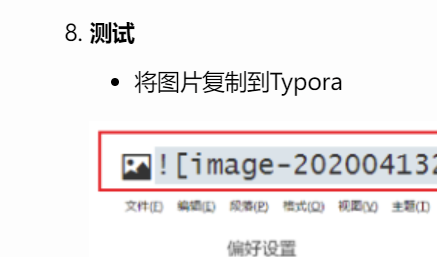 8. 测试
• 将图片复制到Typora
![image-202004132
文件(F) 编辑(E) 段落(P) 格式(O) 视图(V) 主题(T)
偏好设置